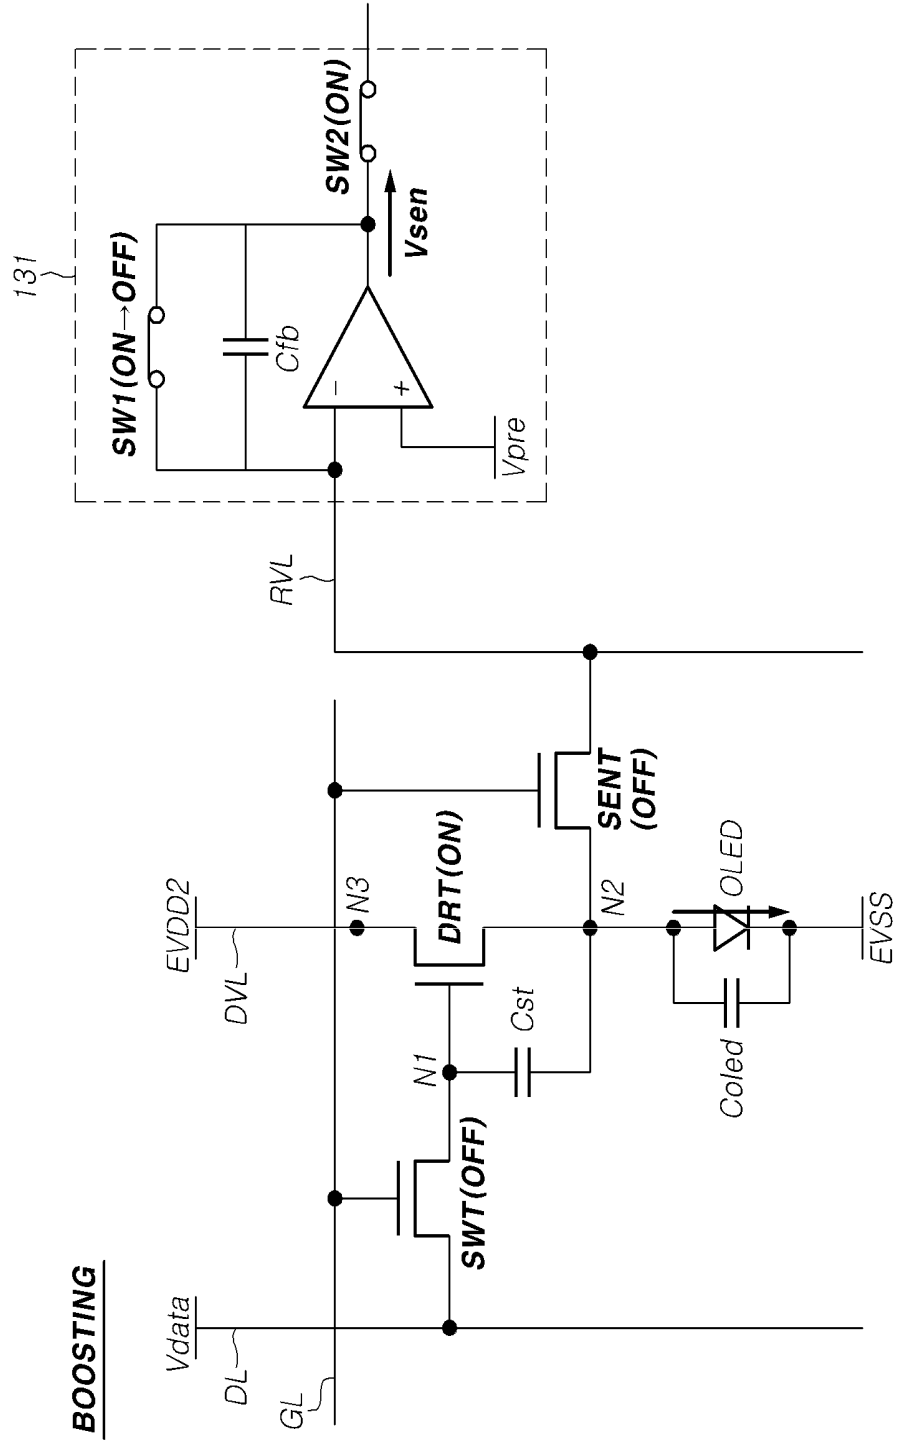 BOOSTING
Vdata
DL
GL
EVDD2
DVL
N3
N1
DRT(ON)
SWT(OFF)
Cst
N2
SENT
(OFF)
Coled
OLED
EVSS
RVL
131
SW1(ON→OFF)
Cfb
−
+
Vpre
SW2(ON)
Vsen